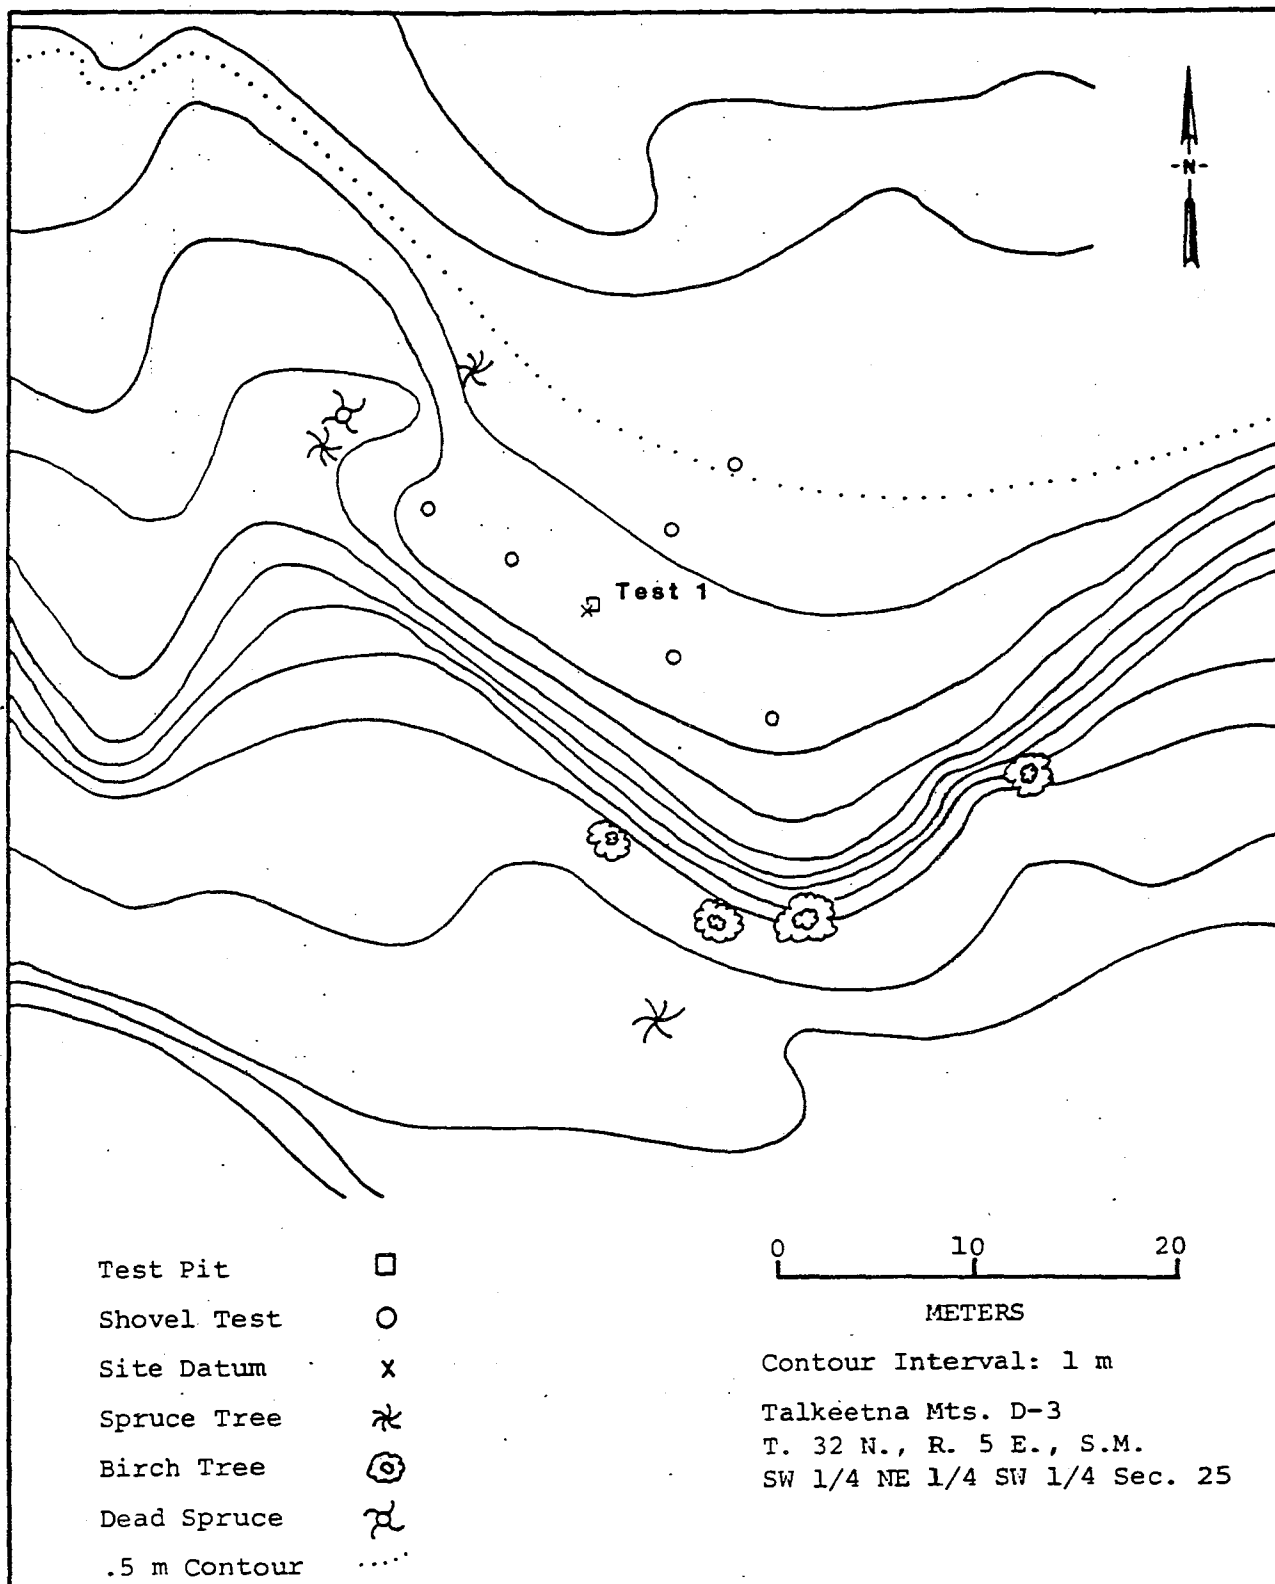 -N-
Test 1
Test Pit
Shovel Test
Site Datum x
Spruce Tree
Birch Tree
Dead Spruce
.5 m Contour
0 10 20
METERS
Contour Interval: 1 m
Talkeetna Mts. D-3
T. 32 N., R. 5 E., S.M.
SW 1/4 NE 1/4 SW 1/4 Sec. 25